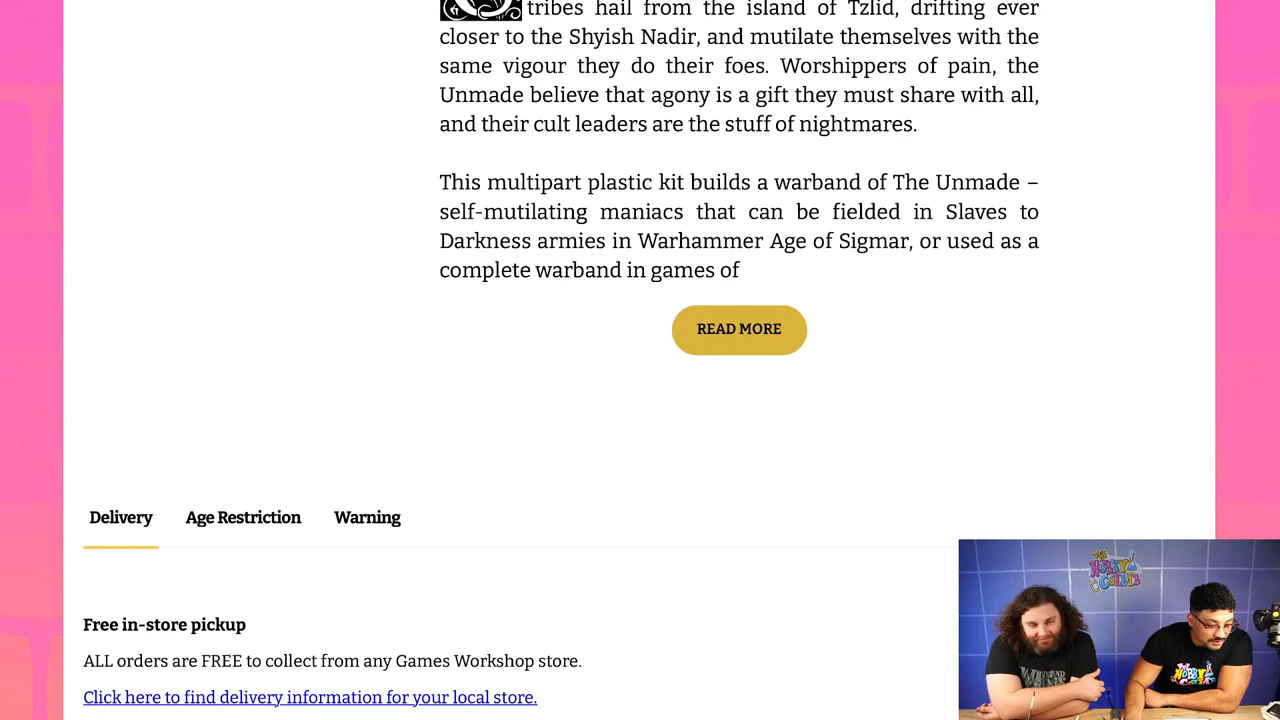 tribes hail from the island of Tzlid, drifting ever
closer to the Shyish Nadir, and mutilate themselves with the
same vigour they do their foes. Worshippers of pain, the
Unmade believe that agony is a gift they must share with all,
and their cult leaders are the stuff of nightmares.
This multipart plastic kit builds a warband of The Unmade –
self-mutilating maniacs that can be fielded in Slaves to
Darkness armies in Warhammer Age of Sigmar, or used as a
complete warband in games of
READ MORE
Delivery Age Restriction Warning
Free in-store pickup
ALL orders are FREE to collect from any Games Workshop store.
Click here to find delivery information for your local store.
THE
HOBBY
THE
HOBBY